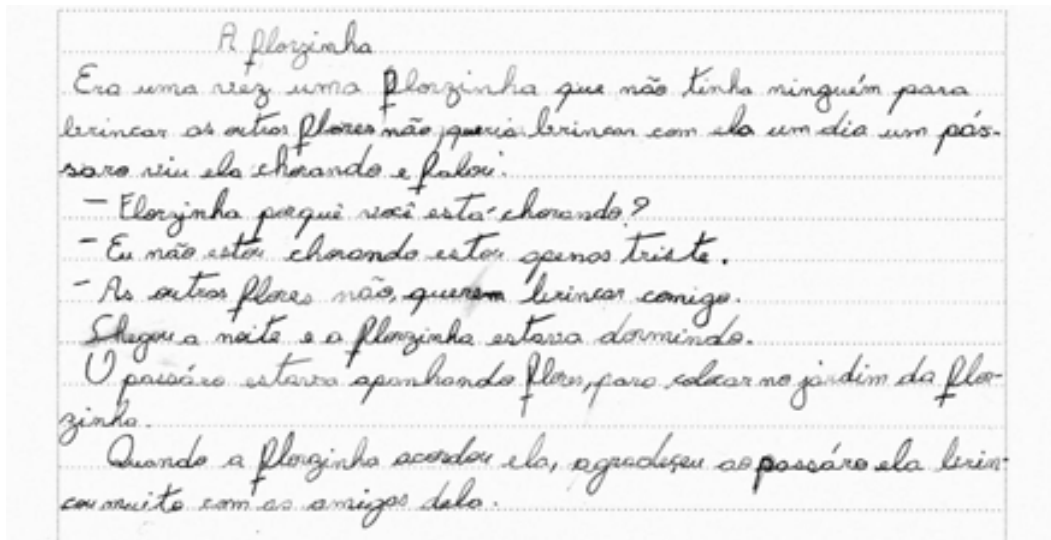 A florzinha
Era uma vez uma florzinha que não tinha ninguém para
brincar as outras flores não queria brincar com ela um dia um pás-
saro viu ela chorando e falou:
– Florzinha porquê você está chorando?
– Eu não estou chorando estou apenas triste.
– As outras flores não, querem brincar comigo.
Chegou a noite e a florzinha estava dormindo.
O passáro estava apanhando flores, para colocar no jardim da flor-
zinha.
Quando a florzinha acordou ela, agradeçeu ao passáro ela brin-
cou muito com as amigas dela.